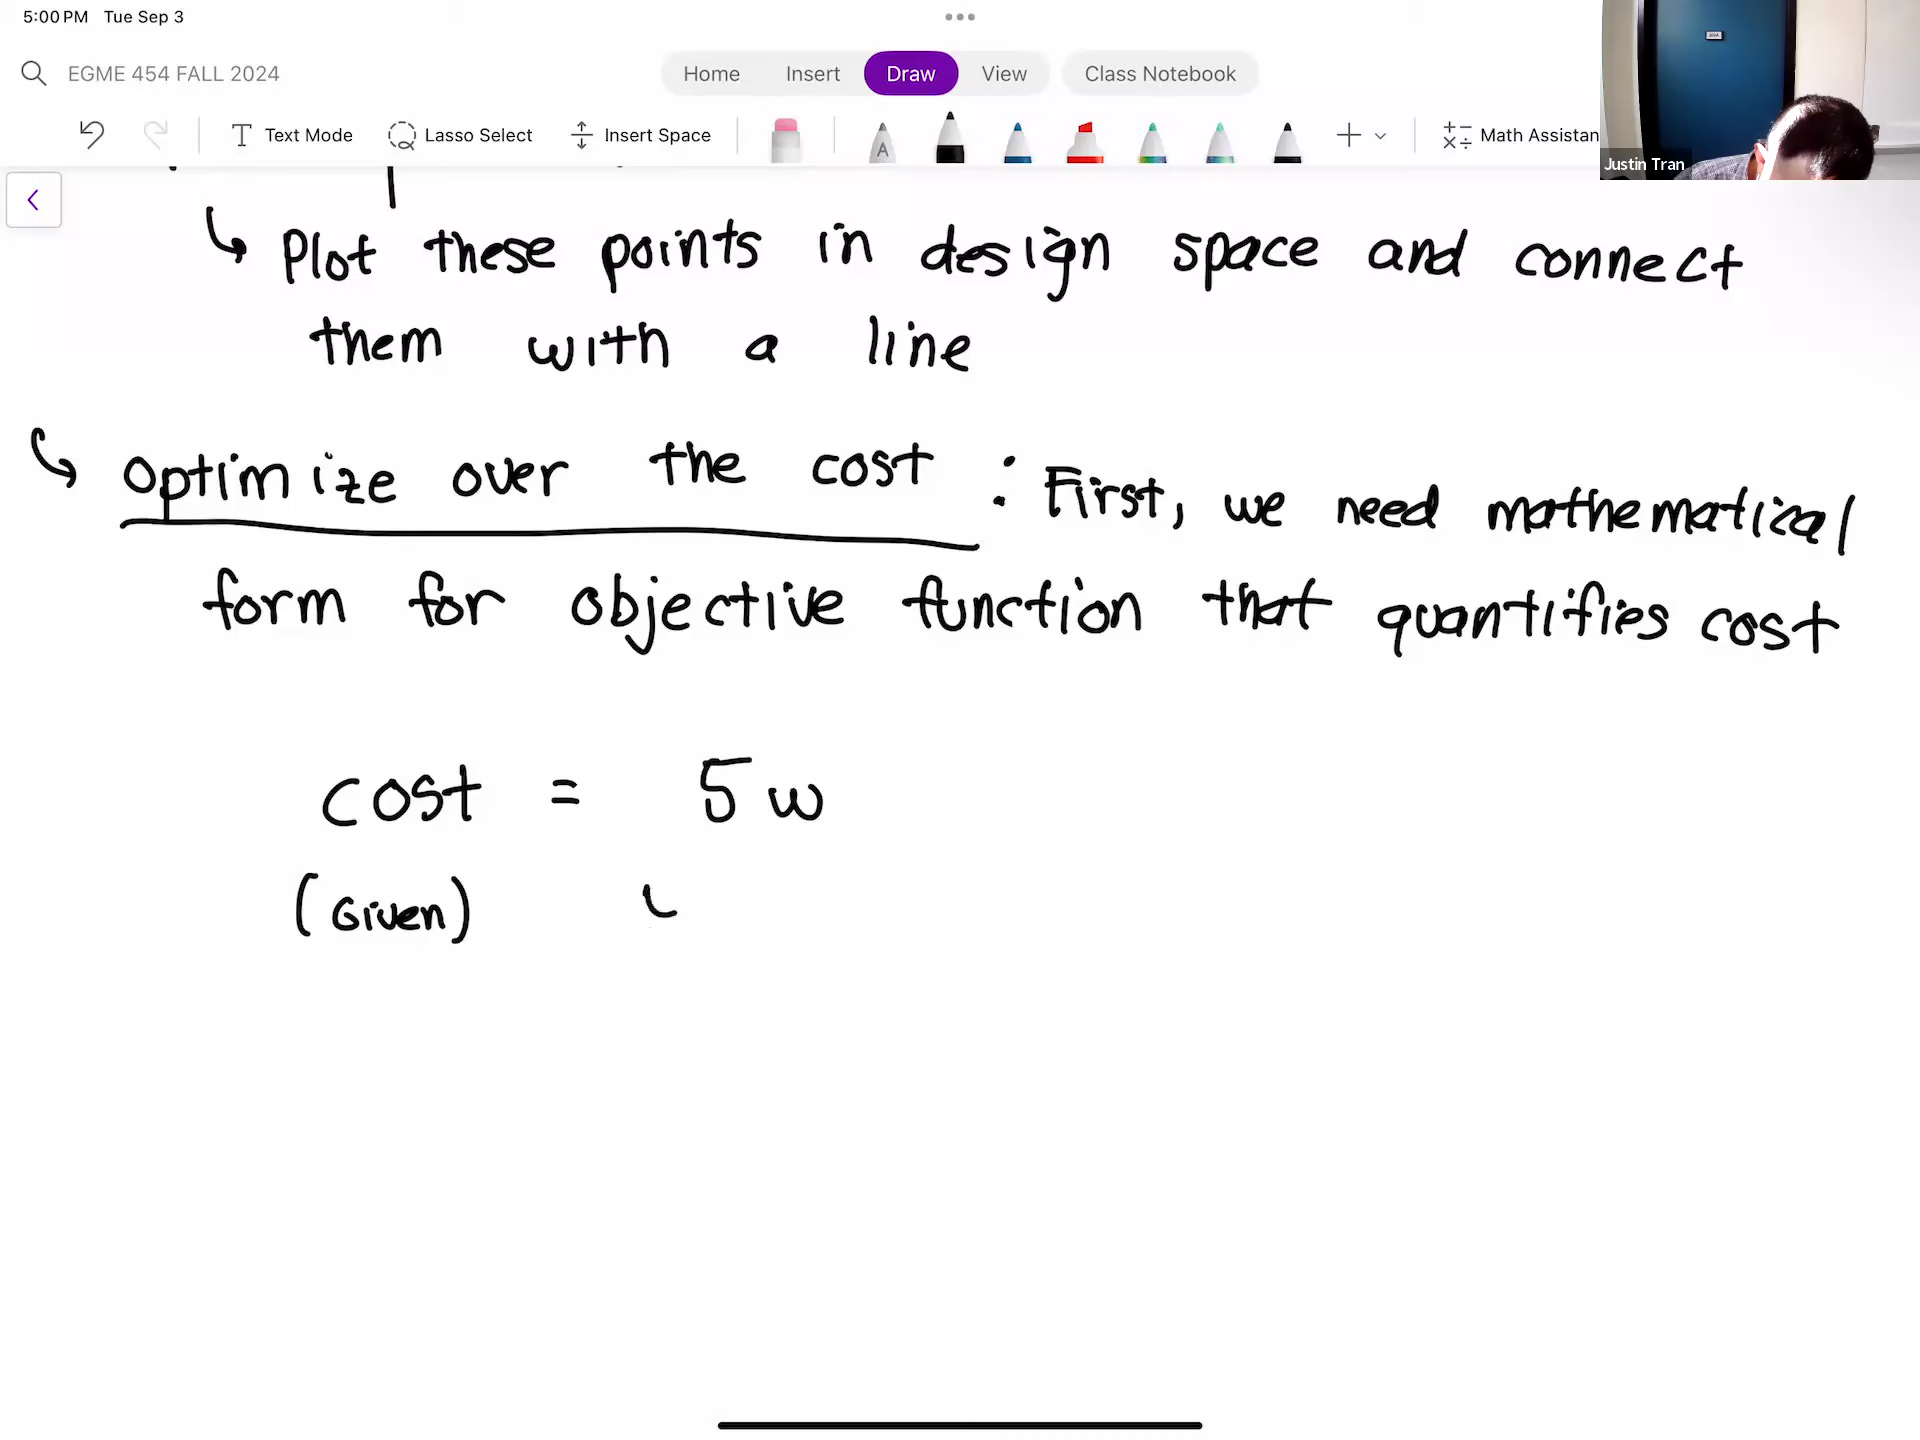 5:00 PM Tue Sep 3
EGME 454 FALL 2024
Home Insert Draw View Class Notebook
Text Mode Lasso Select Insert Space A Math Assistan
Justin Tran
Plot these points in design space and connect
them with a line
Optimize over the cost : First, we need mathematical
form for objective function that quantifies cost
cost = 5w
(Given)